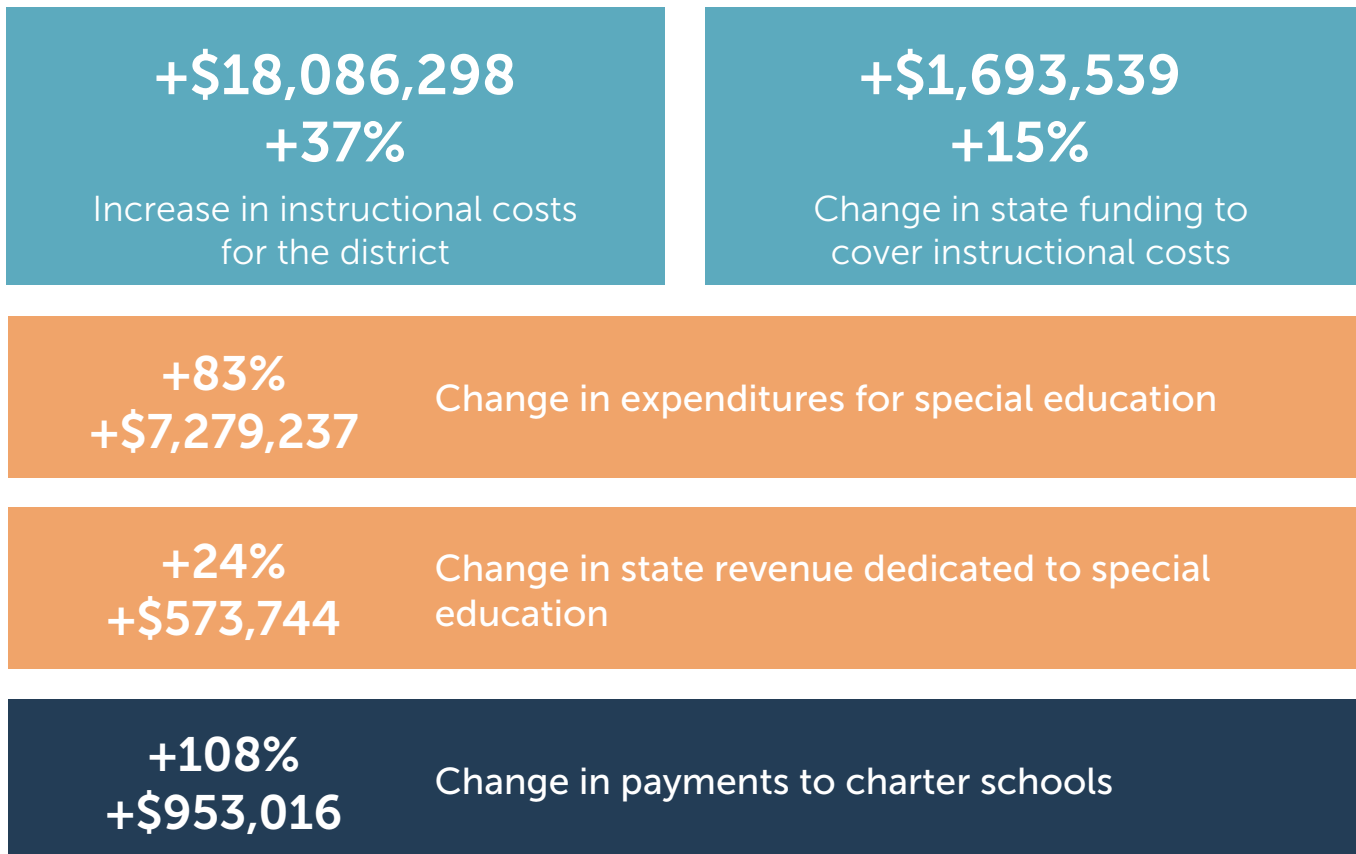 +$18,086,298
+37%
Increase in instructional costs
for the district
+$1,693,539
+15%
Change in state funding to
cover instructional costs
+83%
+$7,279,237
Change in expenditures for special education
+24%
+$573,744
Change in state revenue dedicated to special
education
+108%
+$953,016
Change in payments to charter schools